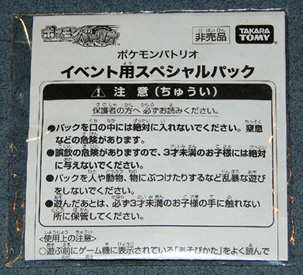 ポケモンバトリオ
非売品
TAKARA TOMY
ポケモンバトリオ
イベント用スペシャルパック
注意(ちゅうい)
保護者の方へ 必ずお読みください。
●パックを口の中には絶対に入れないでください。窒息
などの危険があります。
●誤飲の危険がありますので、3才未満のお子様には絶対
に与えないでください。
●パックを人や動物、物にぶつけたりするなど乱暴な遊び
をしないでください。
●遊んだあとは、必ず3才未満のお子様の手に触れない
所に保管してください。
<使用上の注意>
○遊ぶ前にゲーム機に表示されている「あそびかた」をよく読んで